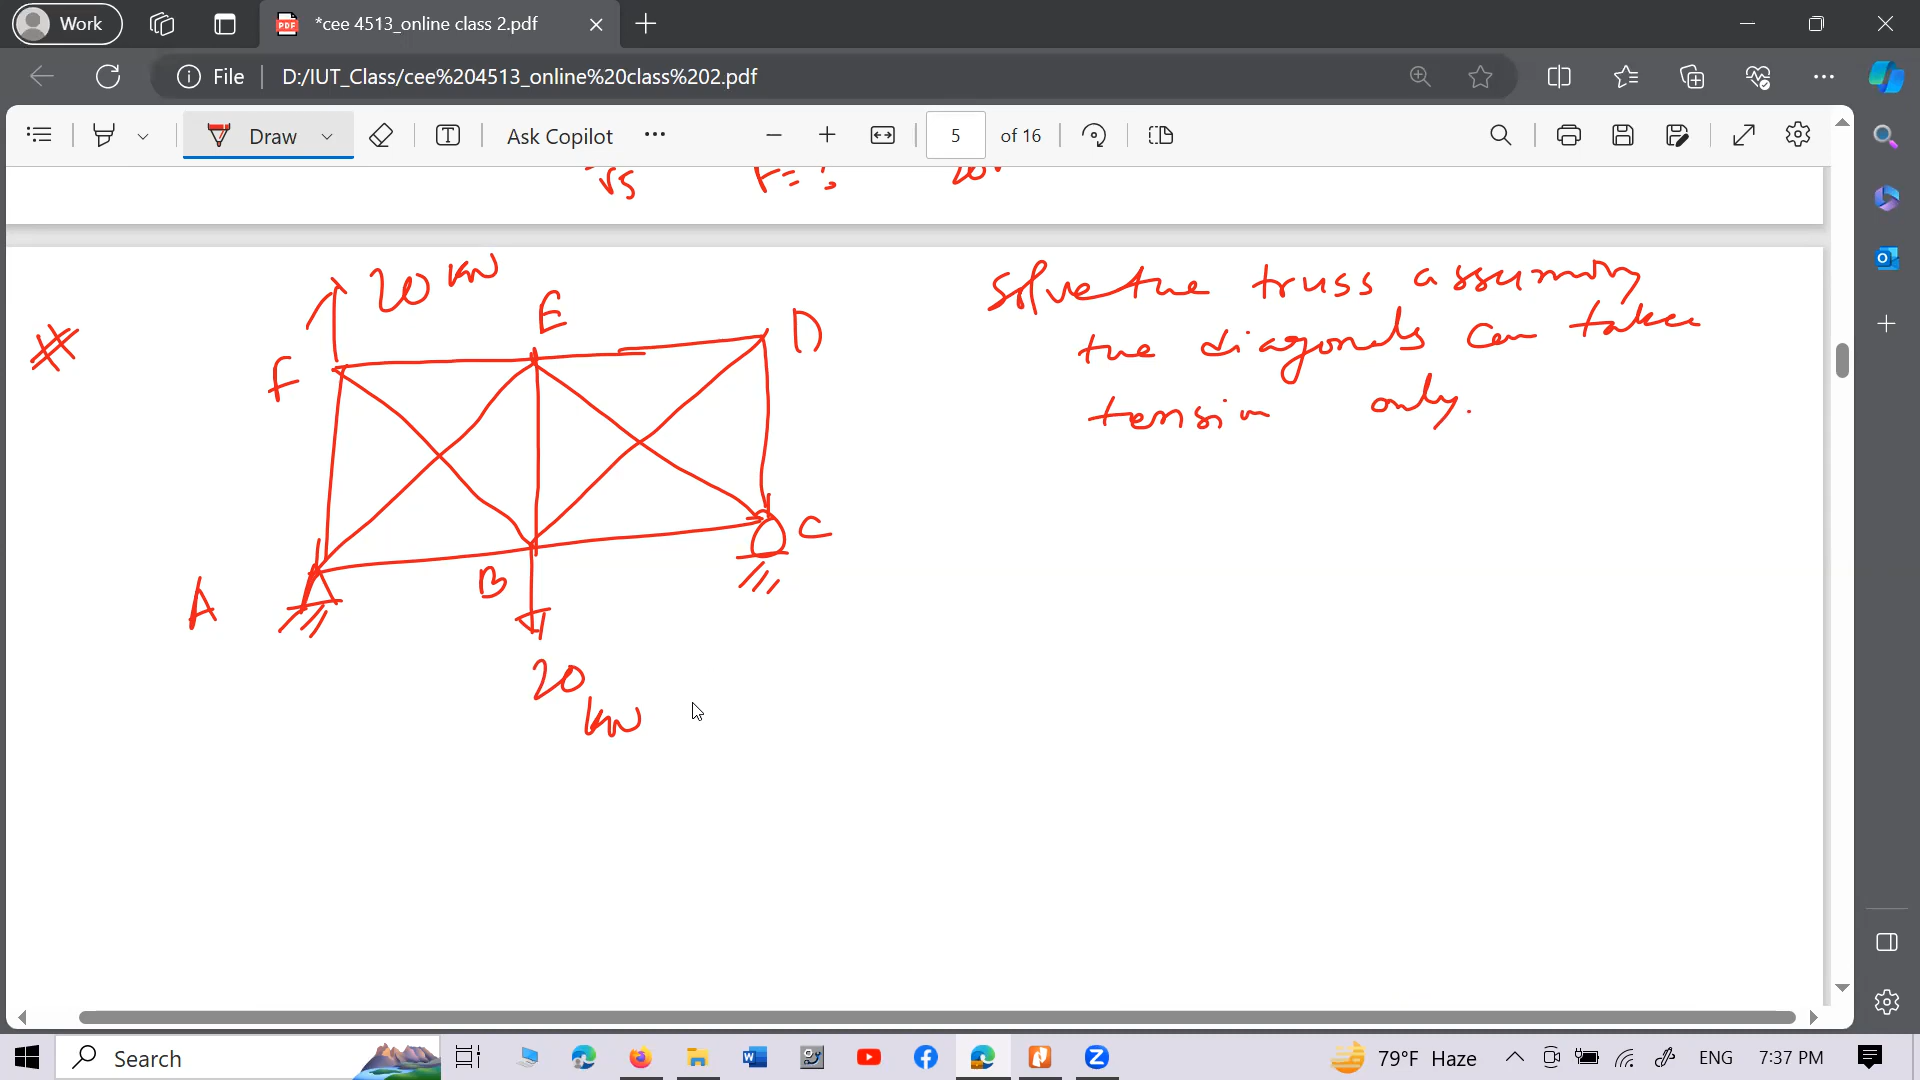 Work
*cee 4513_online class 2.pdf
File
D:/IUT_Class/cee%204513_online%20class%202.pdf
Draw
Ask Copilot
5
of 16
√5 F = ? 20√
#
20 kN
F
E
D
A
B
C
20
kN
Solve the truss assuming
the diagonals can take
tension only.
Search
79°F Haze
ENG
7:37 PM